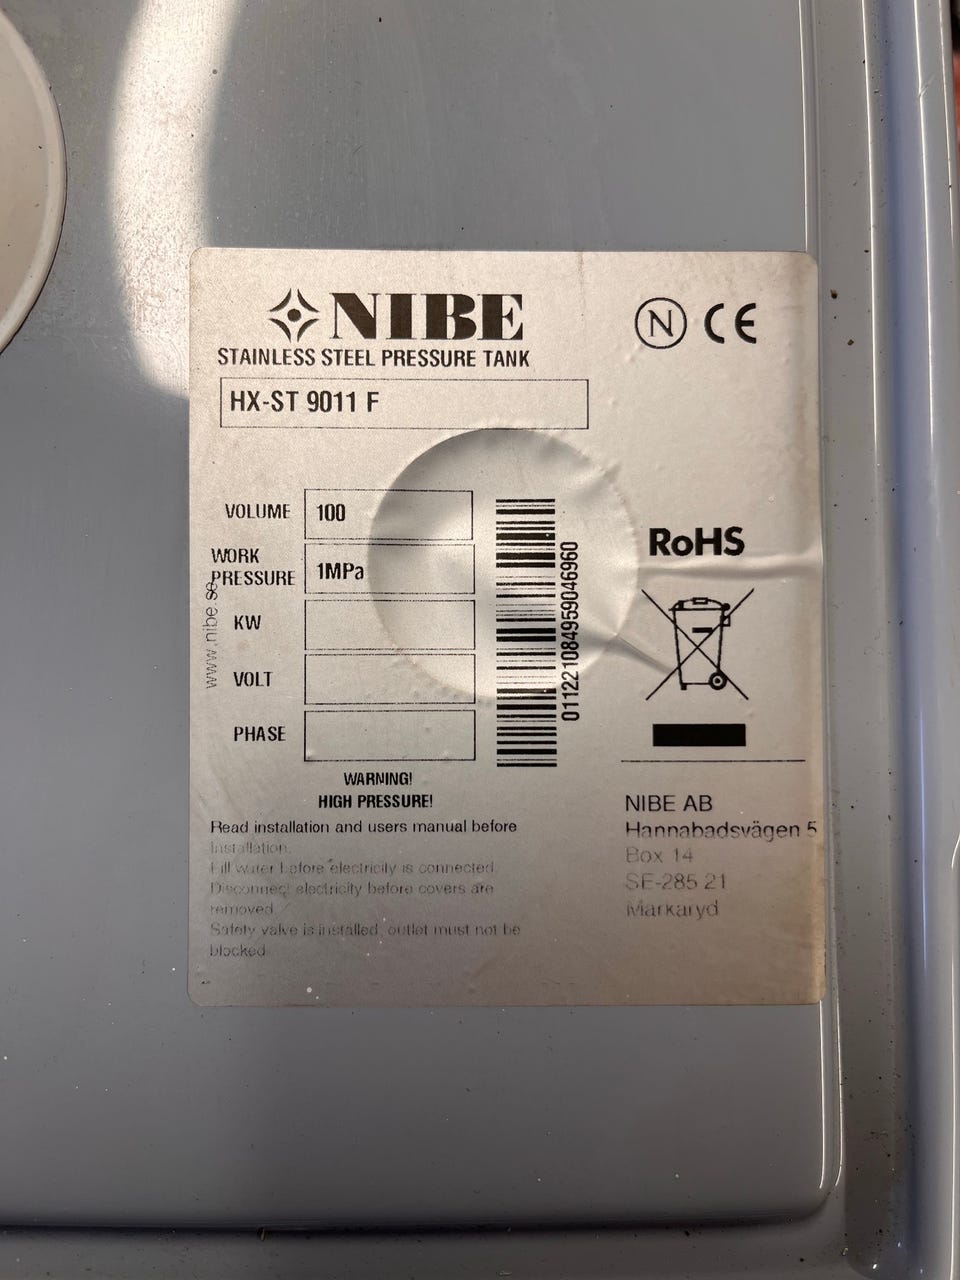 NIBE
N CE
STAINLESS STEEL PRESSURE TANK
HX-ST 9011 F
VOLUME 100
WORK
PRESSURE 1MPa
KW
VOLT
PHASE
www.nibe.se
01122108495904696​0
RoHS
WARNING!
HIGH PRESSURE!
Read installation and users manual before
Installation.
Fill water before electricity is connected.
Disconnect electricity before covers are
removed
Safety valve is installed, outlet must not be
blocked.
NIBE AB
Hannabadsvägen 5
Box 14
SE-285 21
Markaryd